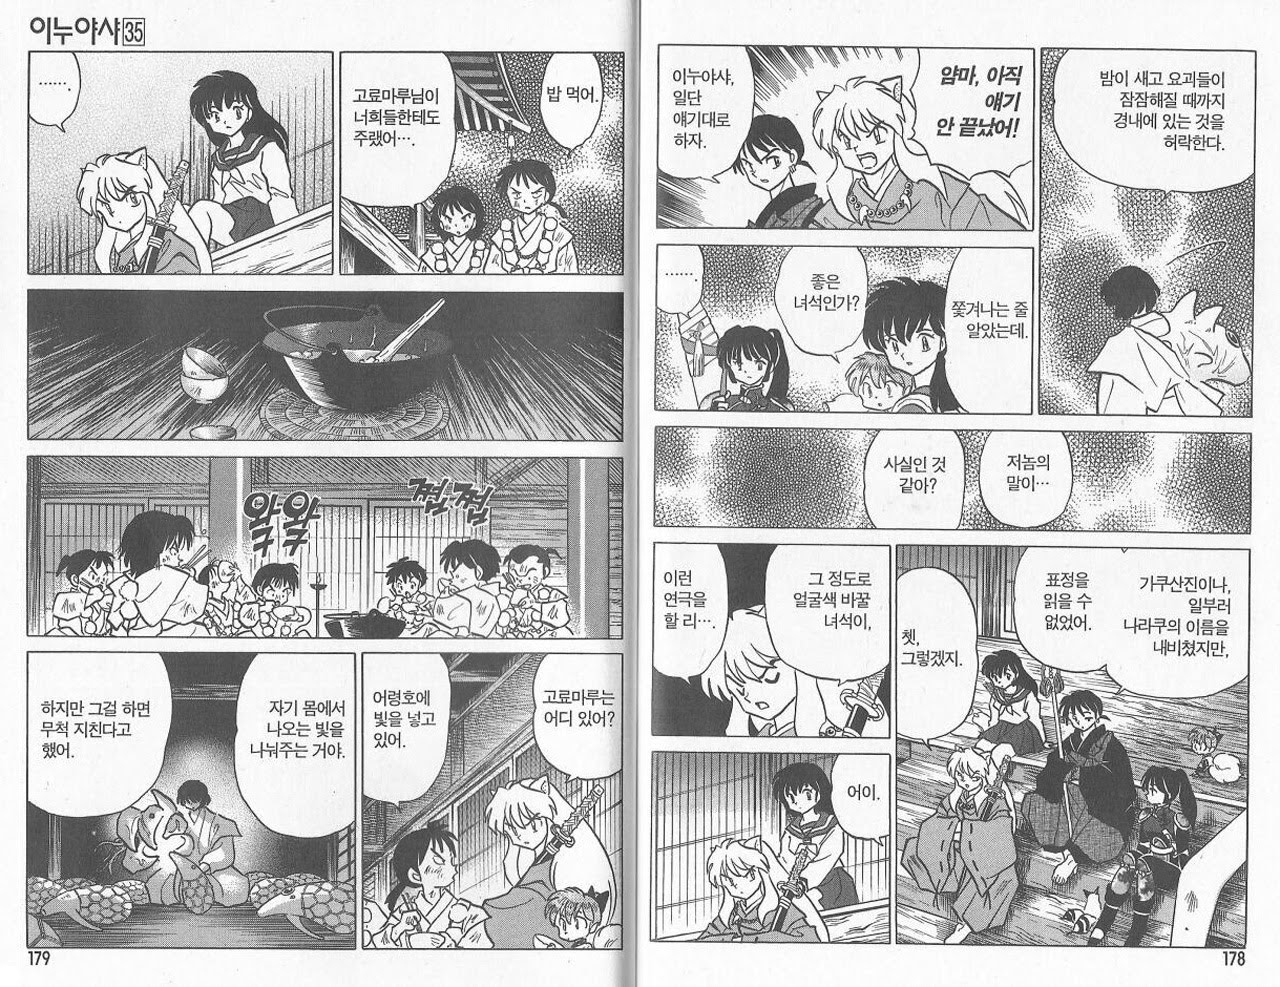 밤이 새고 요괴들이
잠잠해질 때까지
경내에 있는 것을
허락한다.
얌마, 아직
얘기
안 끝났어!
이누야샤,
일단
얘기대로
하자.
쫓겨나는 줄
알았는데.
좋은
녀석인가?
……
저놈의
말이…
사실인 것
같아?
가쿠산진이나,
일부러
나라쿠의 이름을
내비쳤지만,
표정을
읽을 수
없었어.
쳇,
그렇겠지.
그 정도로
얼굴색 바꿀
녀석이,
이런
연극을
할 리….
어이.
178
이누야샤 35
밥 먹어.
고료마루님이
너희들한테도
주랬어….
……
쩝쩝
왁왁
고료마루는
어디 있어?
어령호에
빛을 넣고
있어.
자기 몸에서
나오는 빛을
나눠주는 거야.
하지만 그걸 하면
무척 지친다고
했어.
179